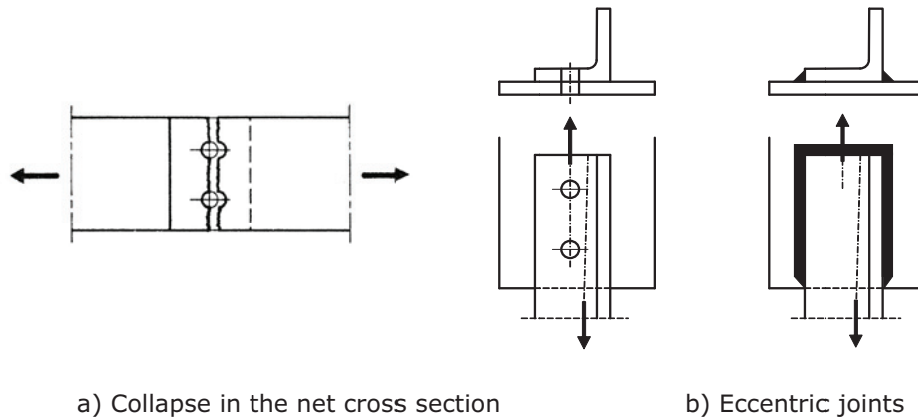 a) Collapse in the net cross section
b) Eccentric joints